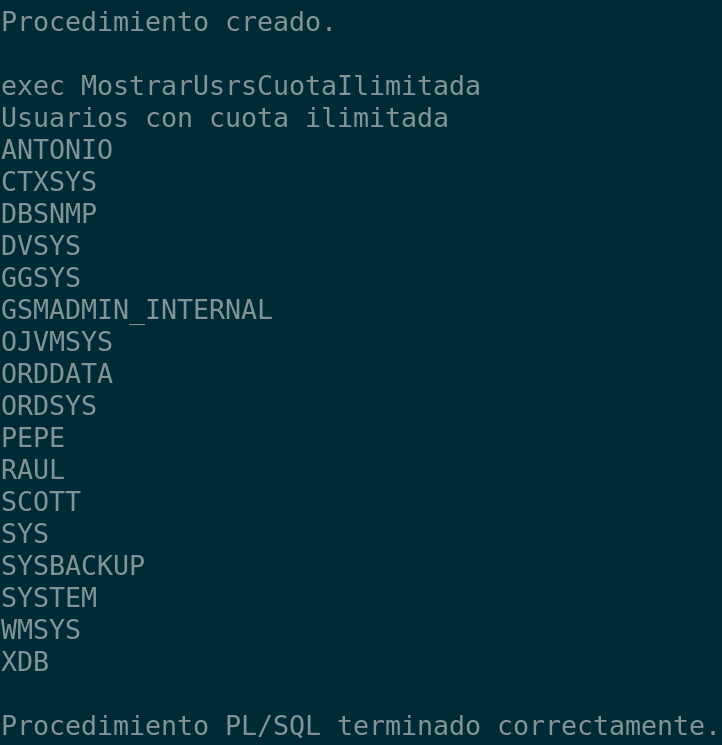 Procedimiento creado.
exec MostrarUsrsCuotaIlimitada
Usuarios con cuota ilimitada
ANTONIO
CTXSYS
DBSNMP
DVSYS
GGSYS
GSMADMIN_INTERNAL
OJVMSYS
ORDDATA
ORDSYS
PEPE
RAUL
SCOTT
SYS
SYSBACKUP
SYSTEM
WMSYS
XDB
Procedimiento PL/SQL terminado correctamente.